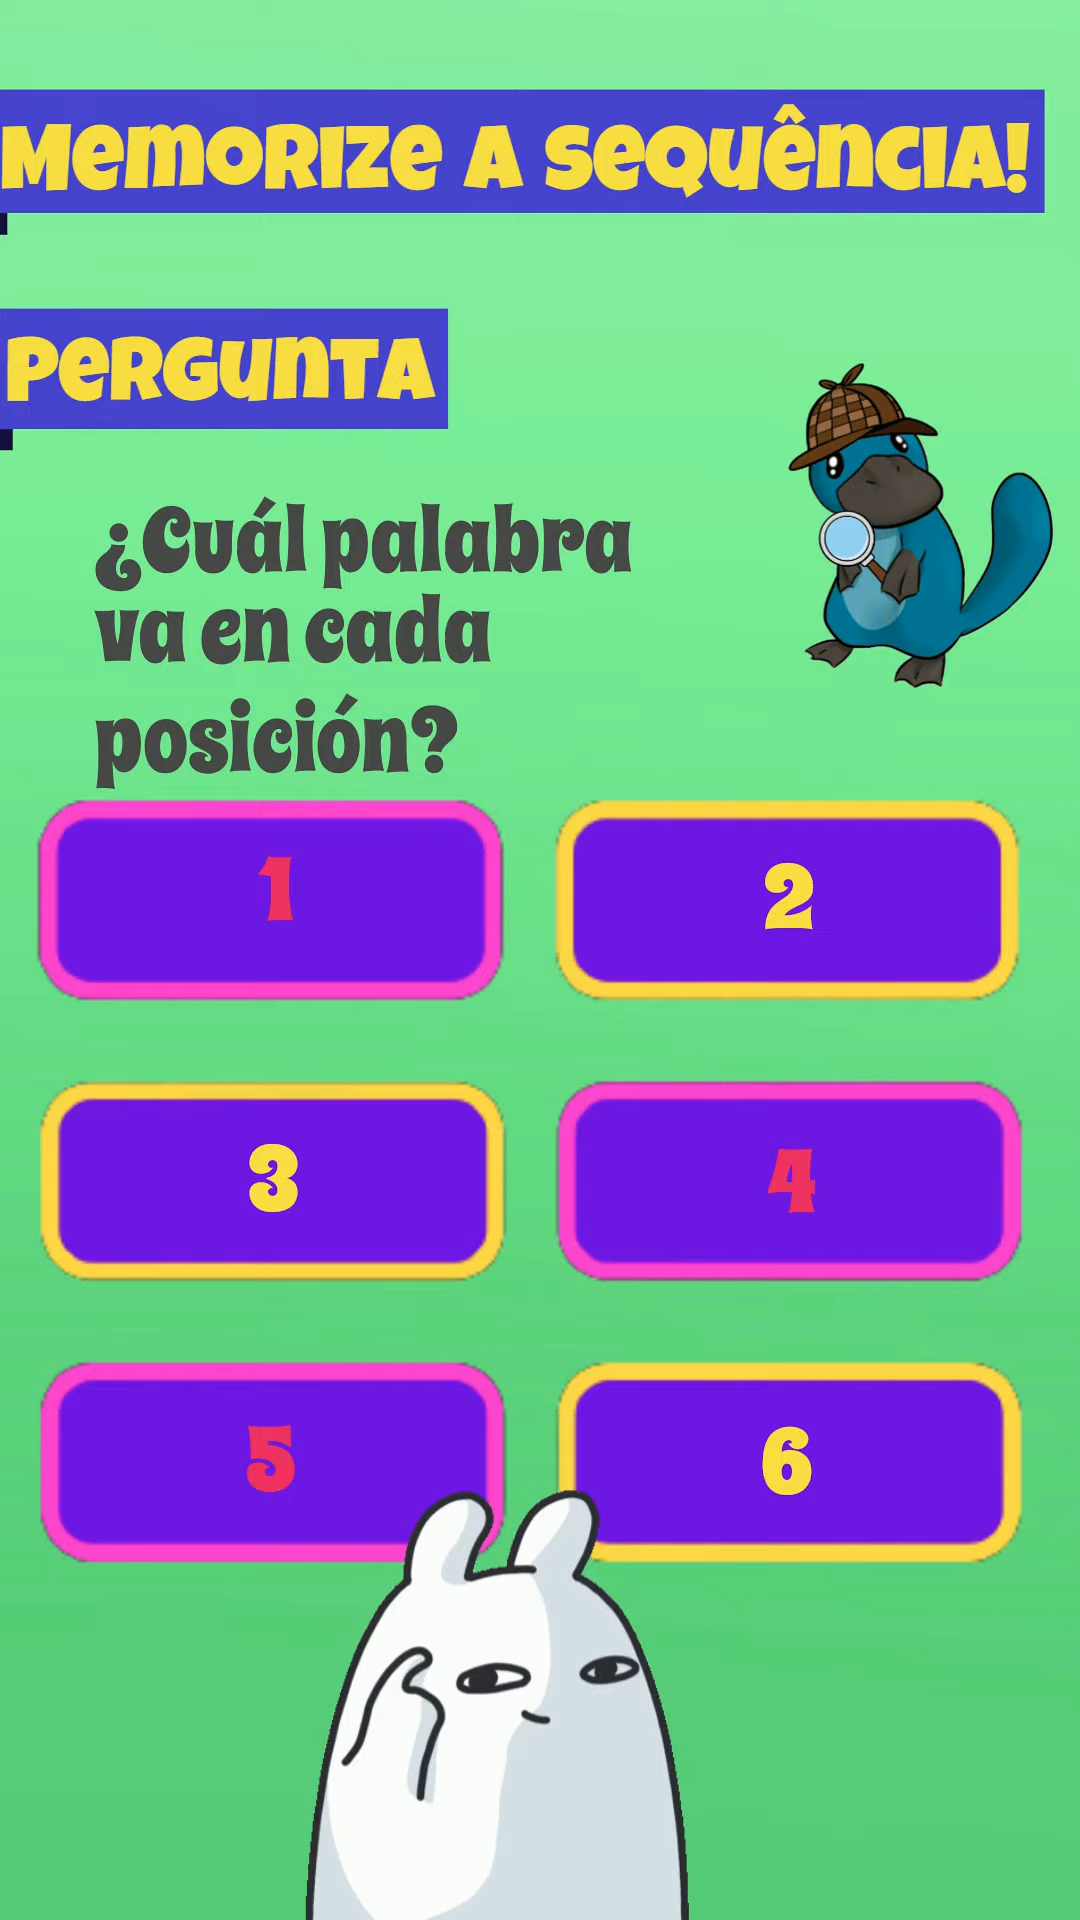 Memorize a sequência!
Pergunta
¿Cuál palabra
va en cada
posición?
1
2
3
4
5
6